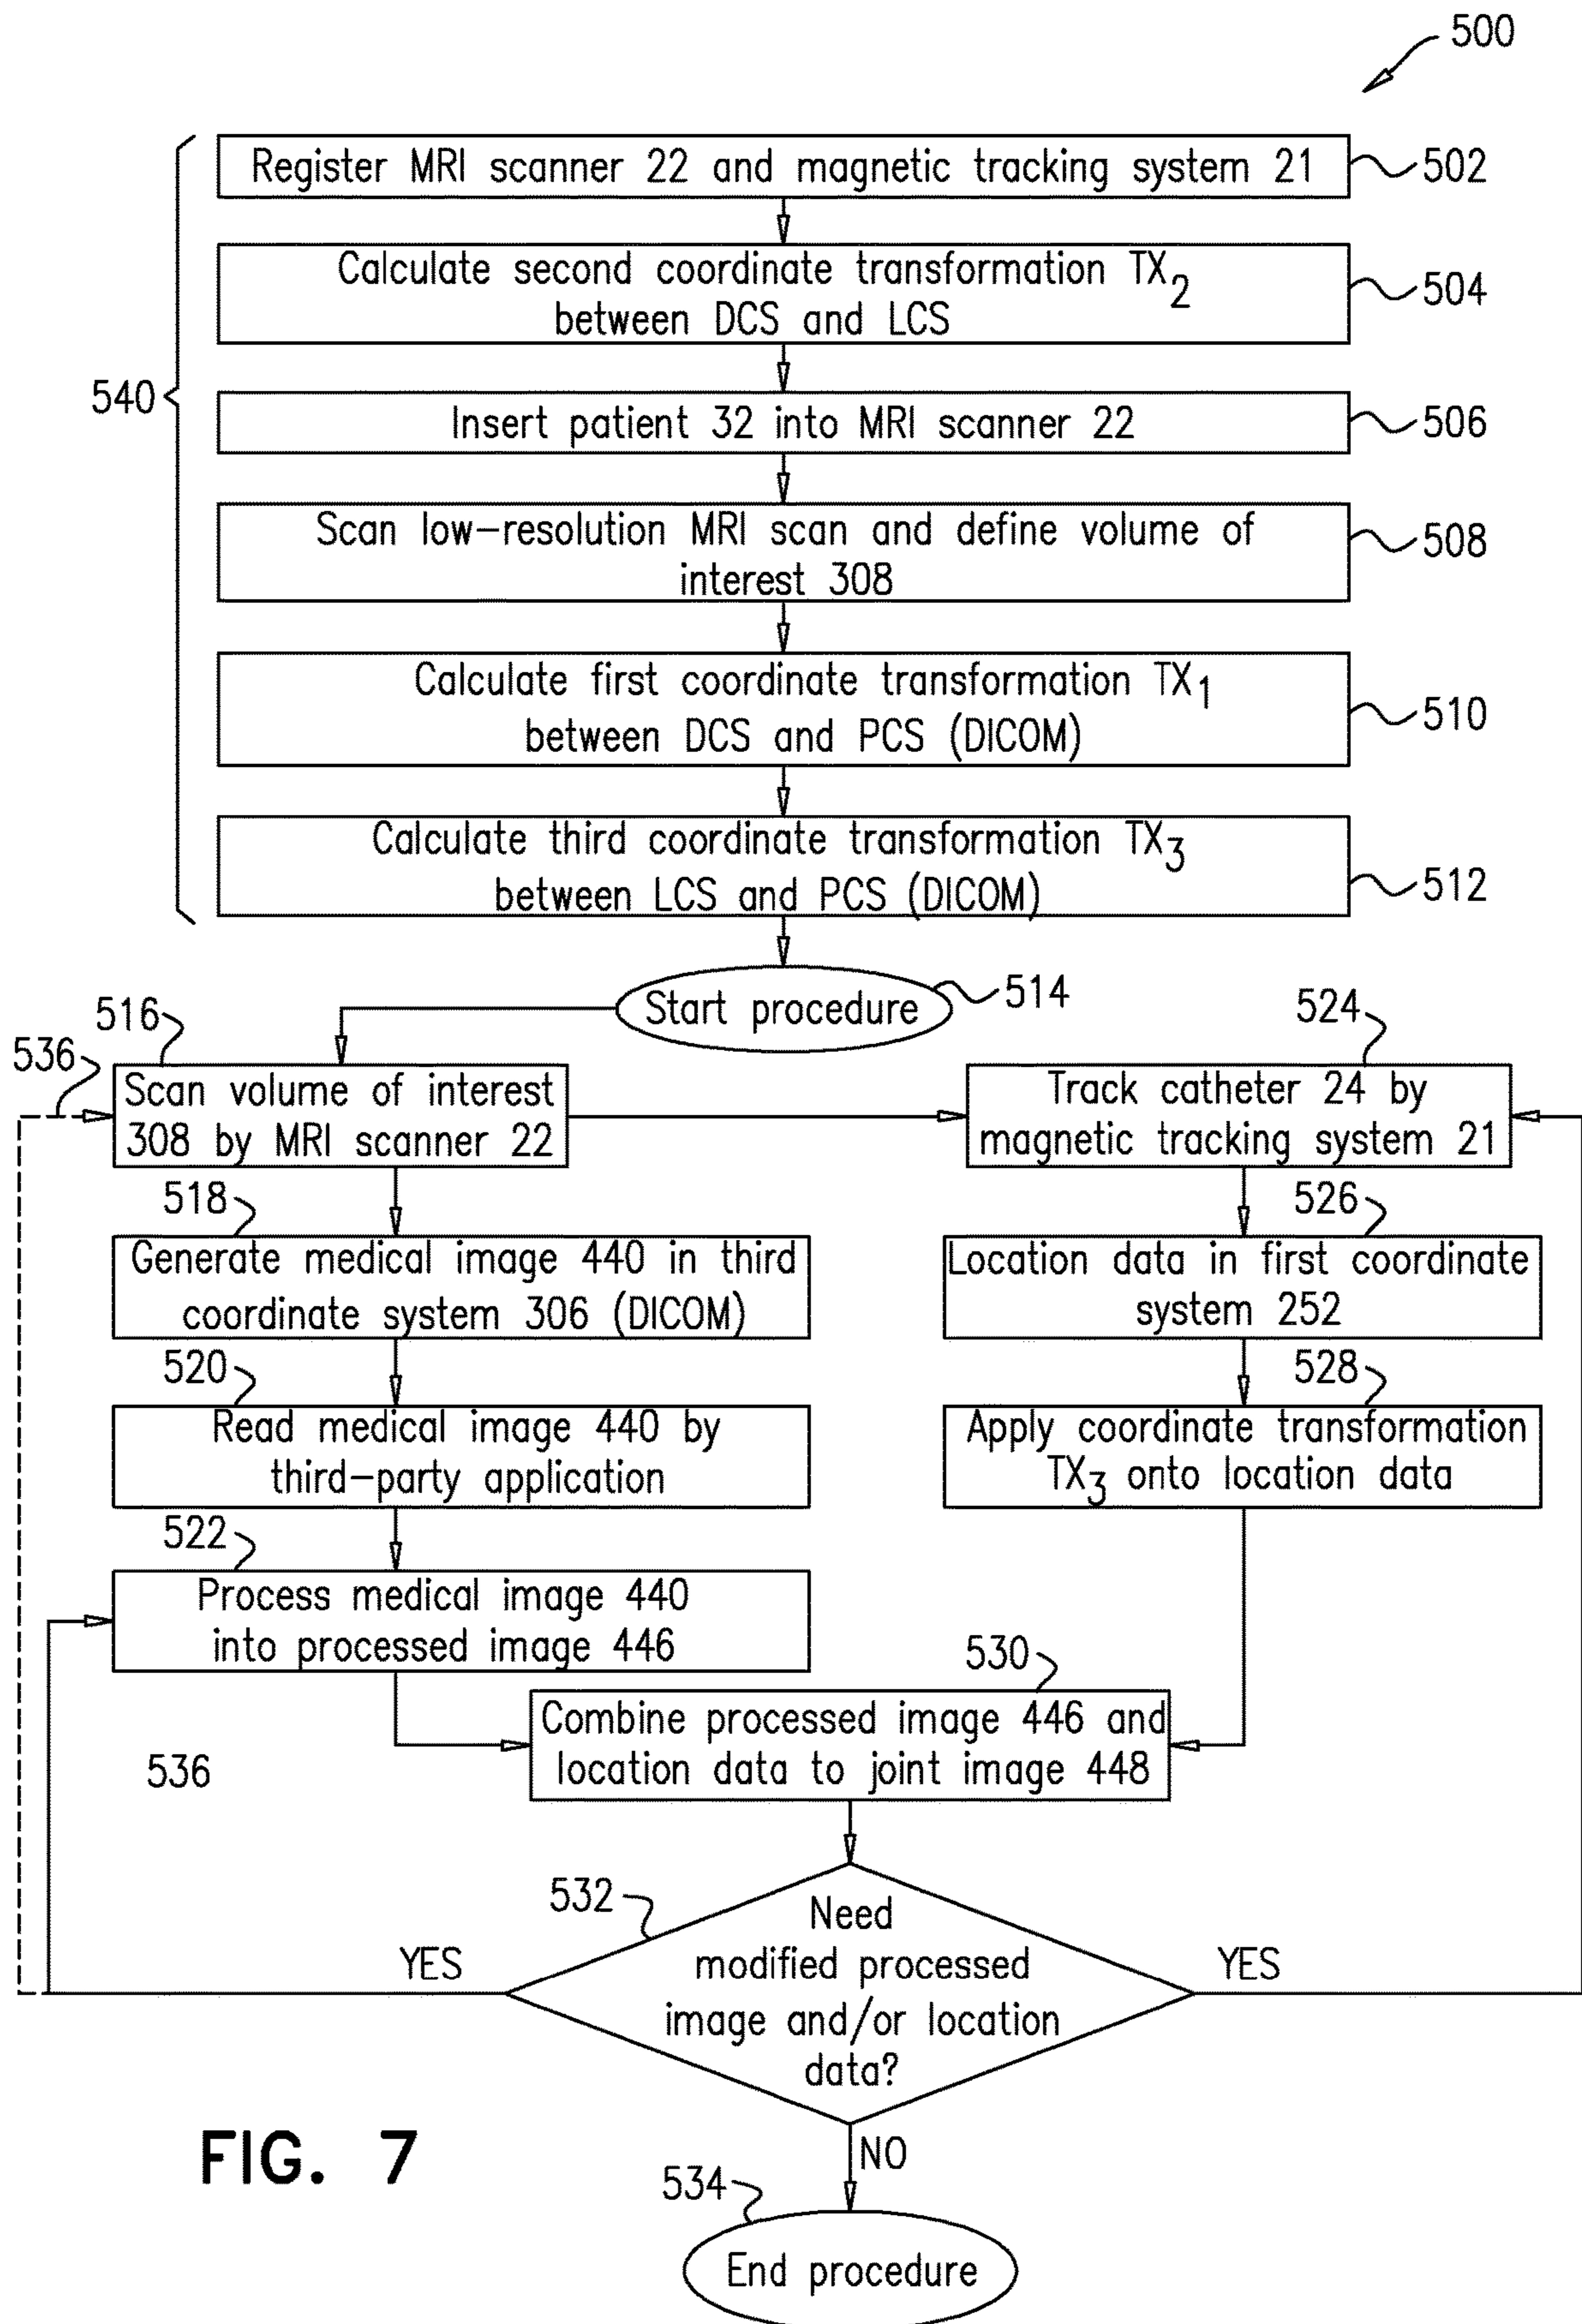 500
Register MRI scanner 22 and magnetic tracking system 21
502
Calculate second coordinate transformation TX2
between DCS and LCS
504
540
Insert patient 32 into MRI scanner 22
506
Scan low-resolution MRI scan and define volume of
interest 308
508
Calculate first coordinate transformation TX1
between DCS and PCS (DICOM)
510
Calculate third coordinate transformation TX3
between LCS and PCS (DICOM)
512
Start procedure
514
516
536
Scan volume of interest
308 by MRI scanner 22
524
Track catheter 24 by
magnetic tracking system 21
518
Generate medical image 440 in third
coordinate system 306 (DICOM)
526
Location data in first coordinate
system 252
520
Read medical image 440 by
third-party application
528
Apply coordinate transformation
TX3 onto location data
522
Process medical image 440
into processed image 446
530
Combine processed image 446 and
location data to joint image 448
536
532
Need
modified processed
image and/or location
data?
YES
YES
NO
FIG. 7
534
End procedure